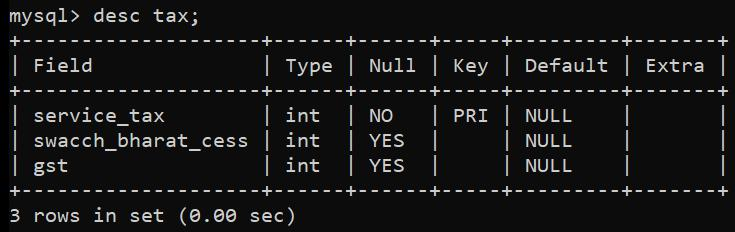 mysql> desc tax;
+-------------------+------+------+-----+---------+-------+
| Field             | Type | Null | Key | Default | Extra |
+-------------------+------+------+-----+---------+-------+
| service_tax       | int  | NO   | PRI | NULL    |       |
| swacch_bharat_cess | int  | YES  |     | NULL    |       |
| gst               | int  | YES  |     | NULL    |       |
+-------------------+------+------+-----+---------+-------+
3 rows in set (0.00 sec)